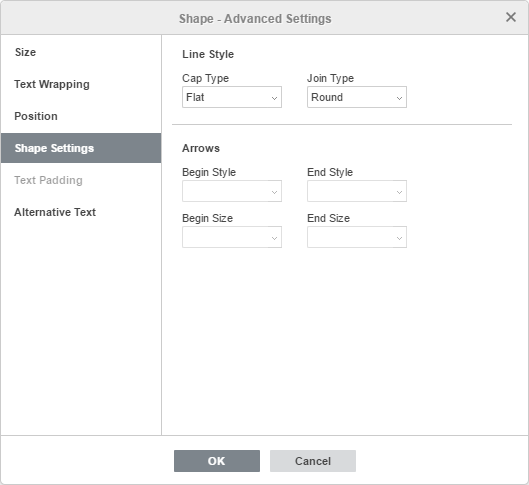 Shape - Advanced Settings
Size
Text Wrapping
Position
Shape Settings
Text Padding
Alternative Text
Line Style
Cap Type Join Type
Flat Round
Arrows
Begin Style End Style
Begin Size End Size
OK Cancel